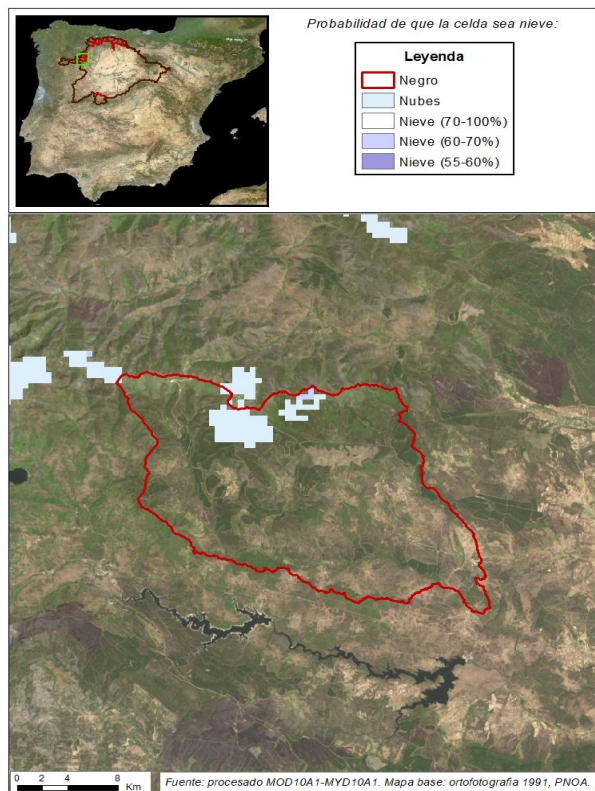 Probabilidad de que la celda sea nieve:
Leyenda
Negro
Nubes
Nieve (70-100%)
Nieve (60-70%)
Nieve (55-60%)
0 2 4 8
Km
Fuente: procesado MOD10A1-MYD10A1. Mapa base: ortofotografia 1991, PNOA.